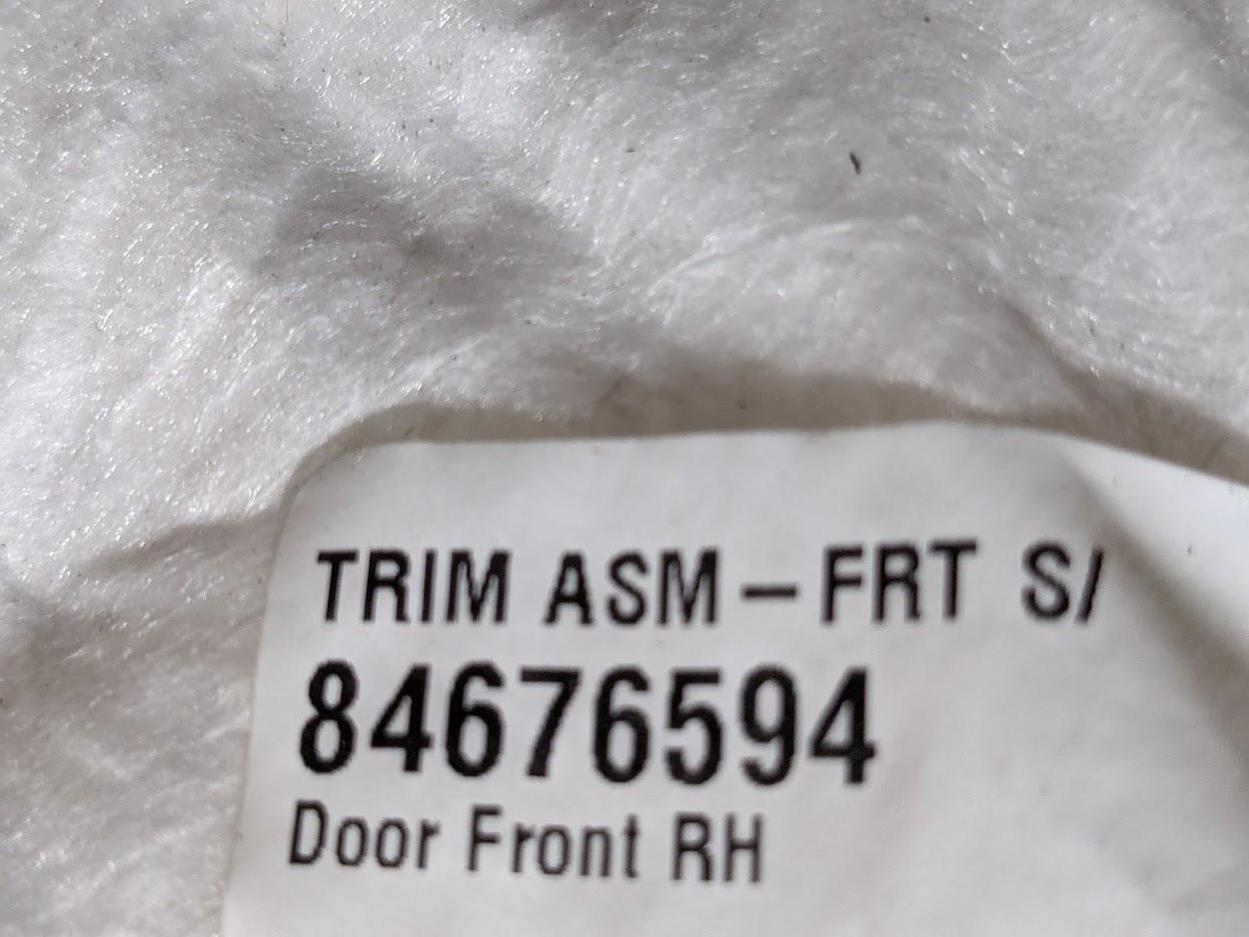 TRIM ASM-FRT S/
84676594
Door Front RH